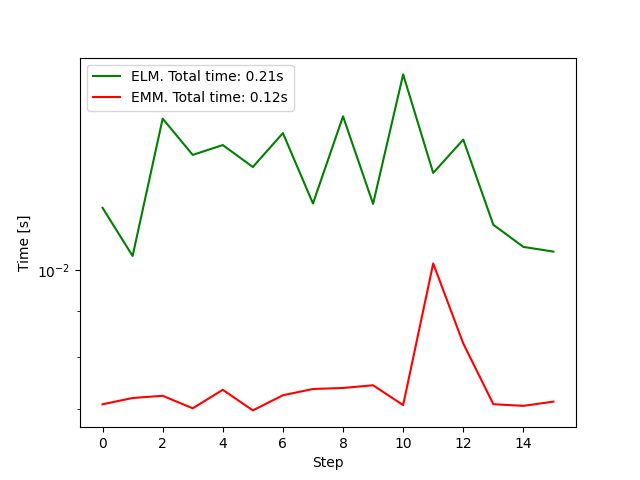 ELM. Total time: 0.21s
EMM. Total time: 0.12s
Time [s]
10⁻²
0 2 4 6 8 10 12 14
Step